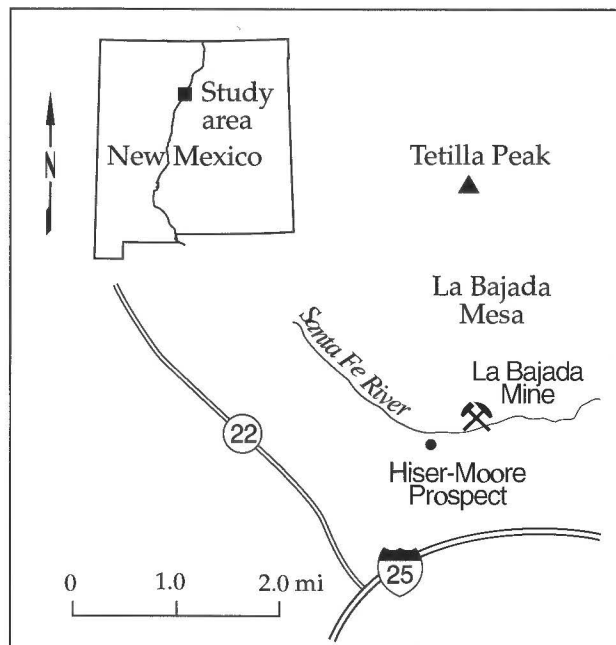 Study
area
New Mexico
N
Tetilla Peak
La Bajada
Mesa
Santa Fe River
La Bajada
Mine
22
Hiser-Moore
Prospect
25
0 1.0 2.0 mi